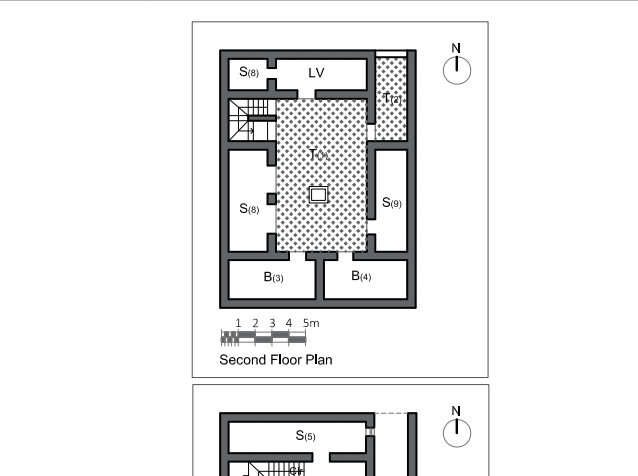 N
S(8) LV
T(2)
T(1)
S(8) S(9)
B(3) B(4)
1 2 3 4 5m
Second Floor Plan
N
S(5)